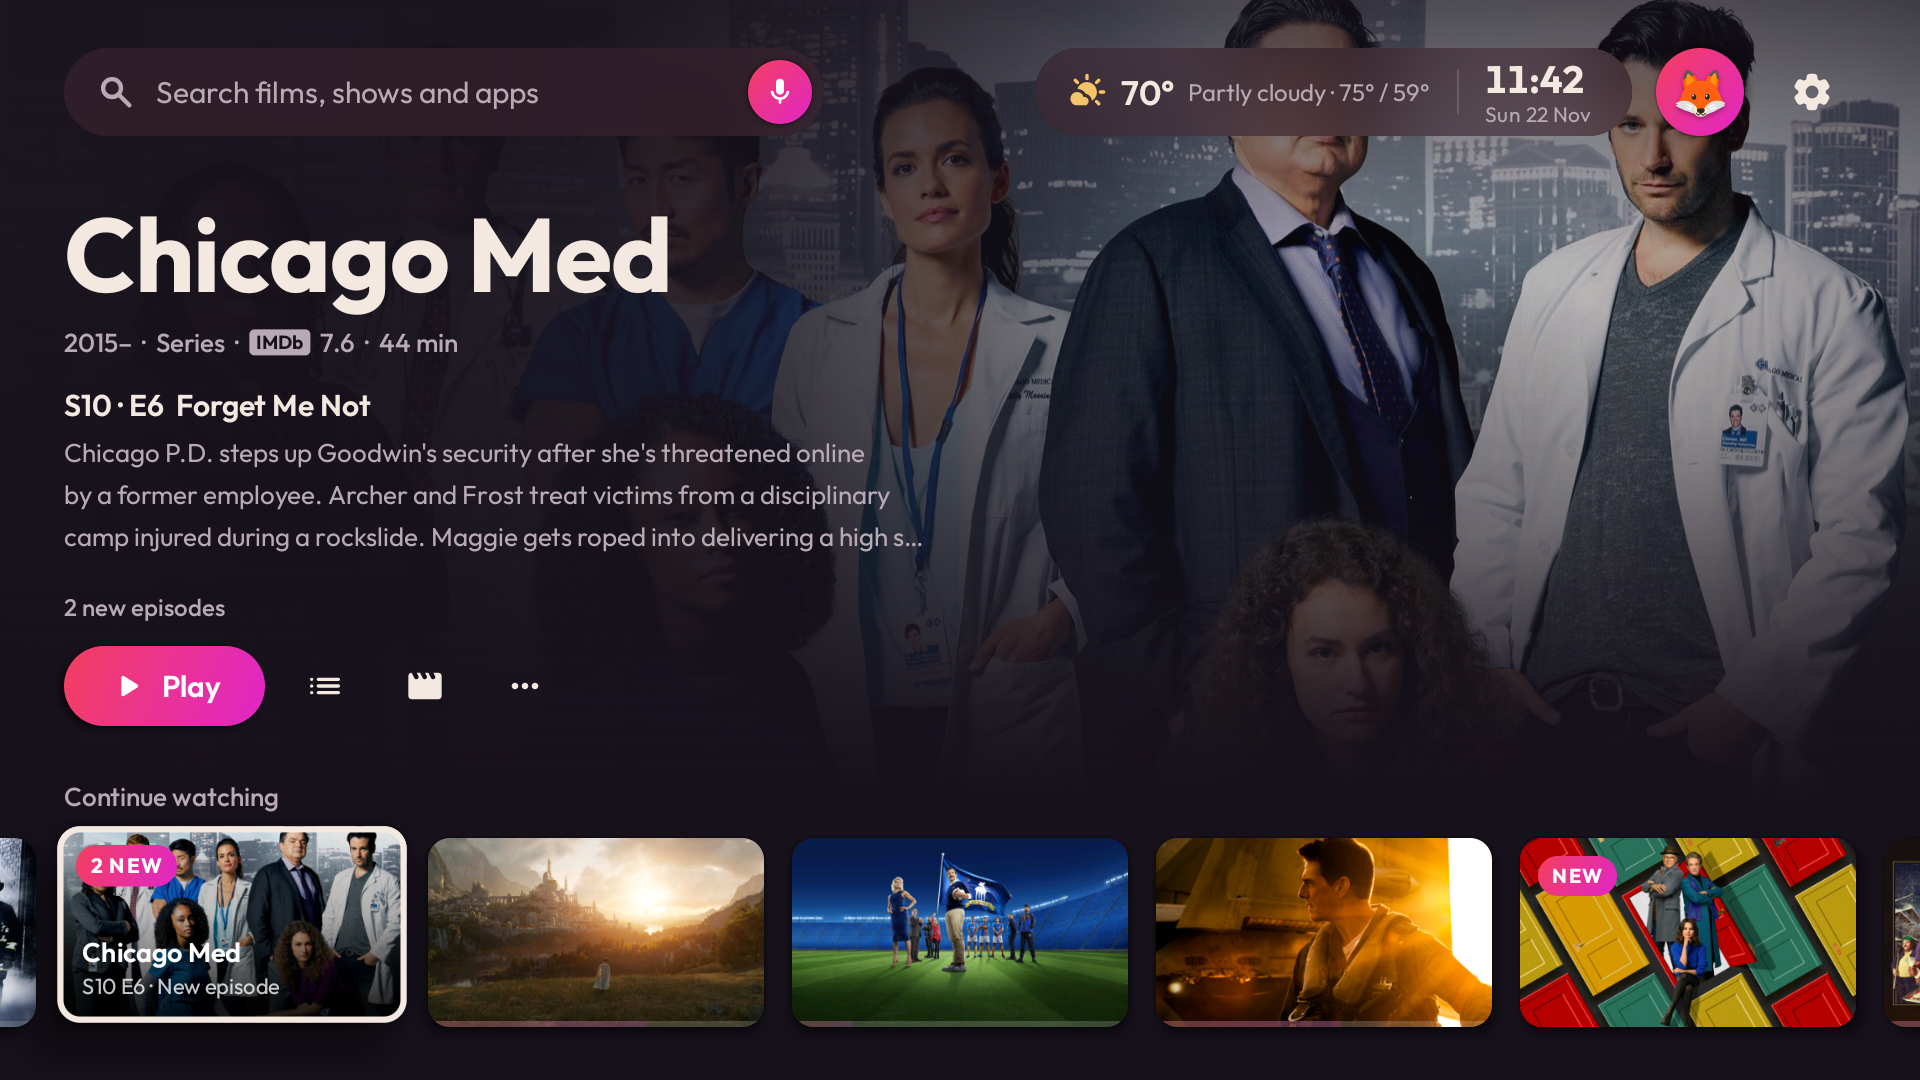 Search films, shows and apps
70° Partly cloudy · 75° / 59°
11:42
Sun 22 Nov
Chicago Med
2015– · Series · IMDb 7.6 · 44 min
S10 · E6 Forget Me Not
Chicago P.D. steps up Goodwin's security after she's threatened online
by a former employee. Archer and Frost treat victims from a disciplinary
camp injured during a rockslide. Maggie gets roped into delivering a high s...
2 new episodes
Play
Continue watching
2 NEW
Chicago Med
S10 E6 · New episode
NEW